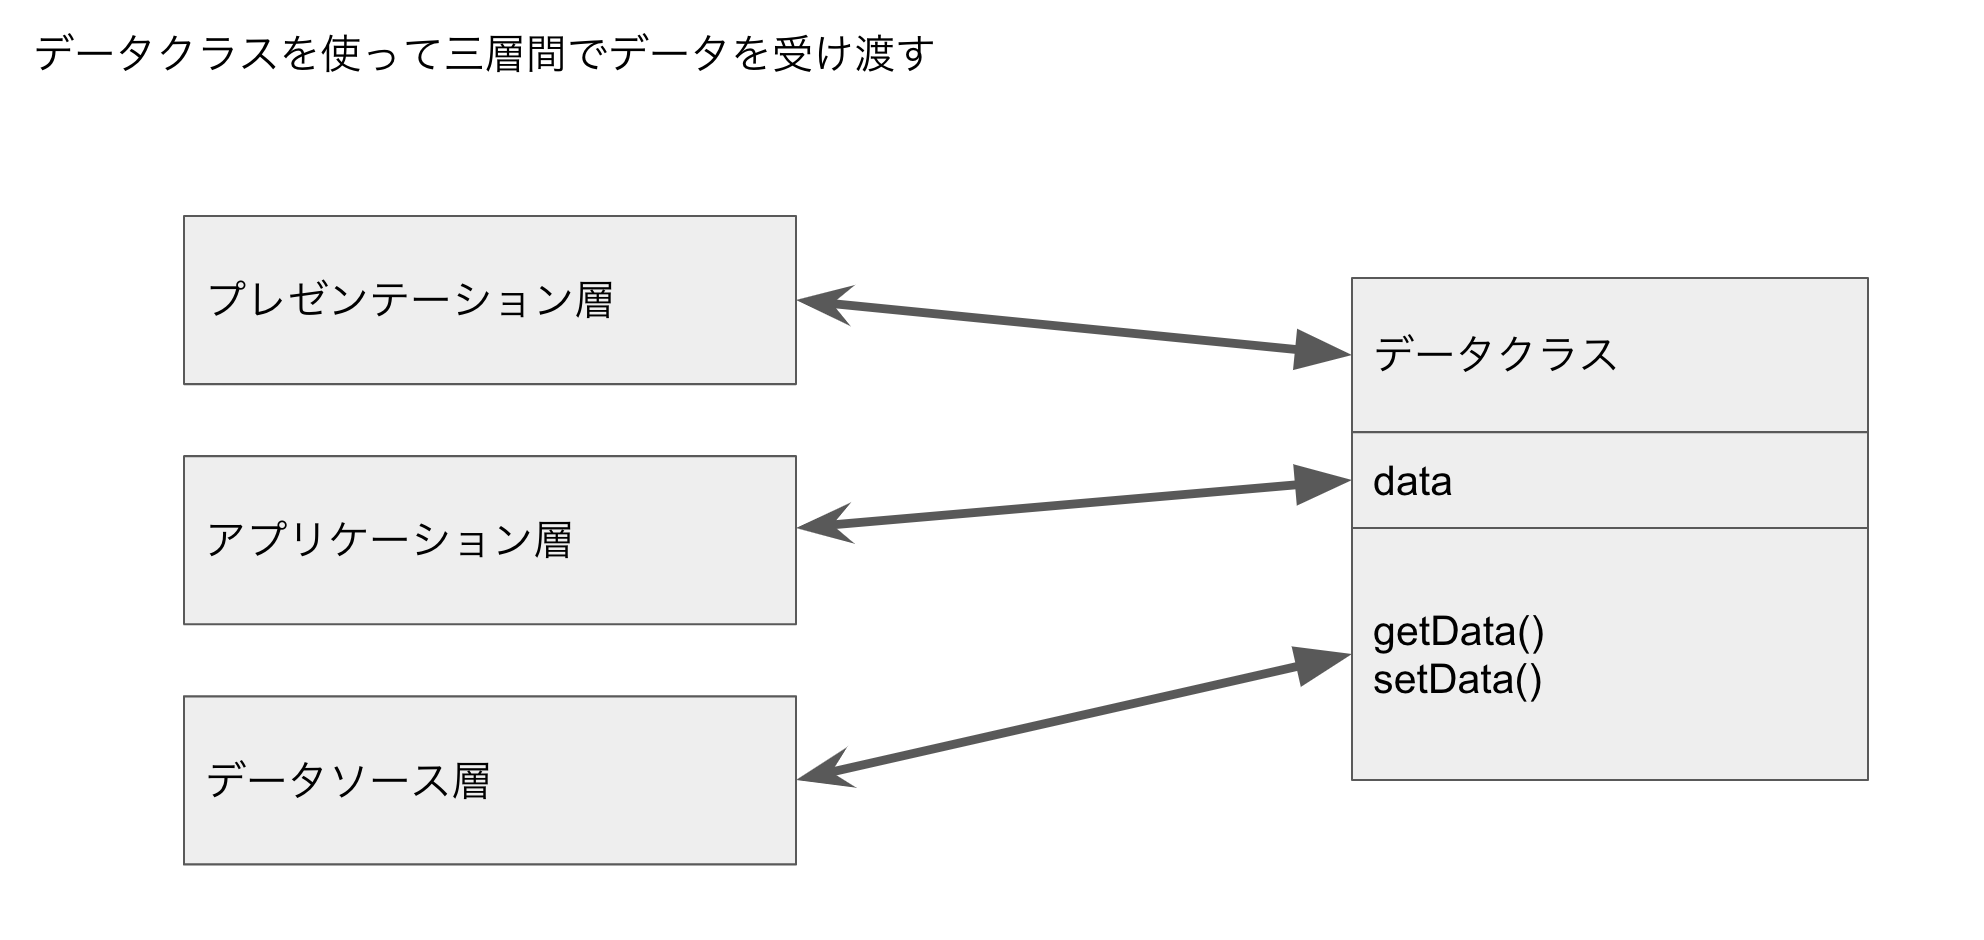 データクラスを使って三層間でデータを受け渡す
プレゼンテーション層
アプリケーション層
データソース層
データクラス
data
getData()
setData()